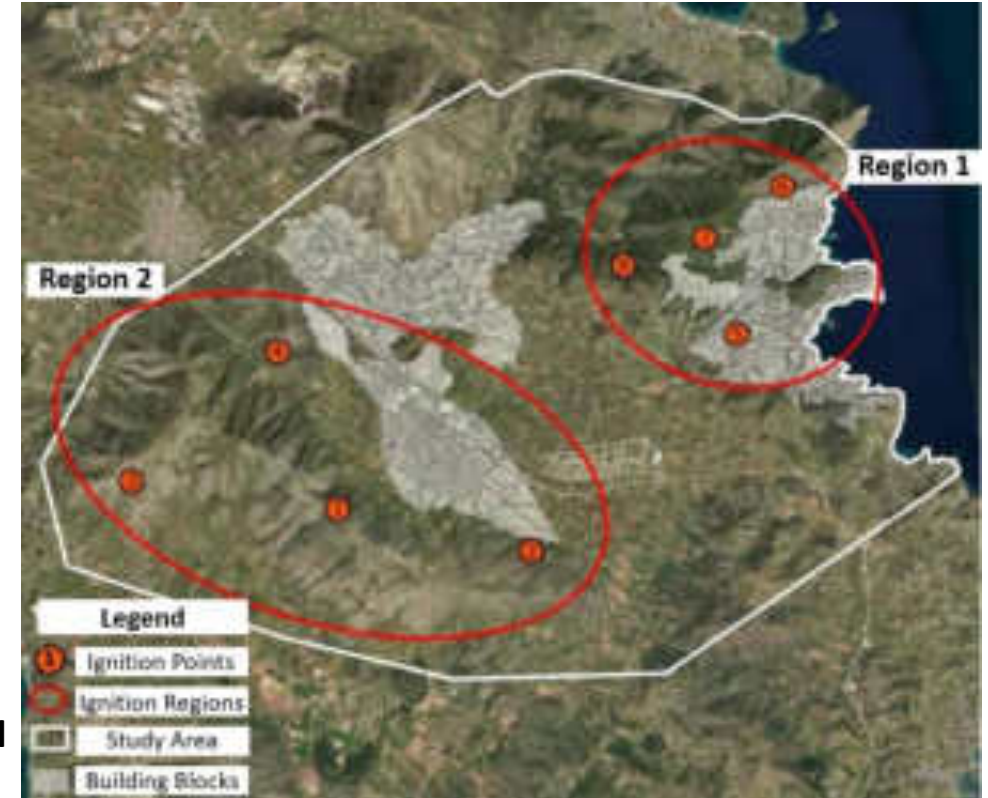 Region 1
Region 2
Legend
Ignition Points
Ignition Regions
Study Area
Building Blocks